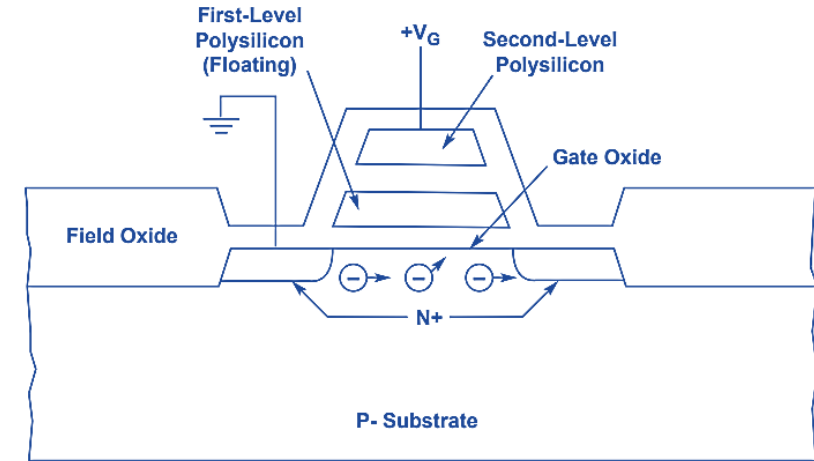 First-Level
Polysilicon
(Floating)
+VG
Second-Level
Polysilicon
Gate Oxide
Field Oxide
N+
P- Substrate